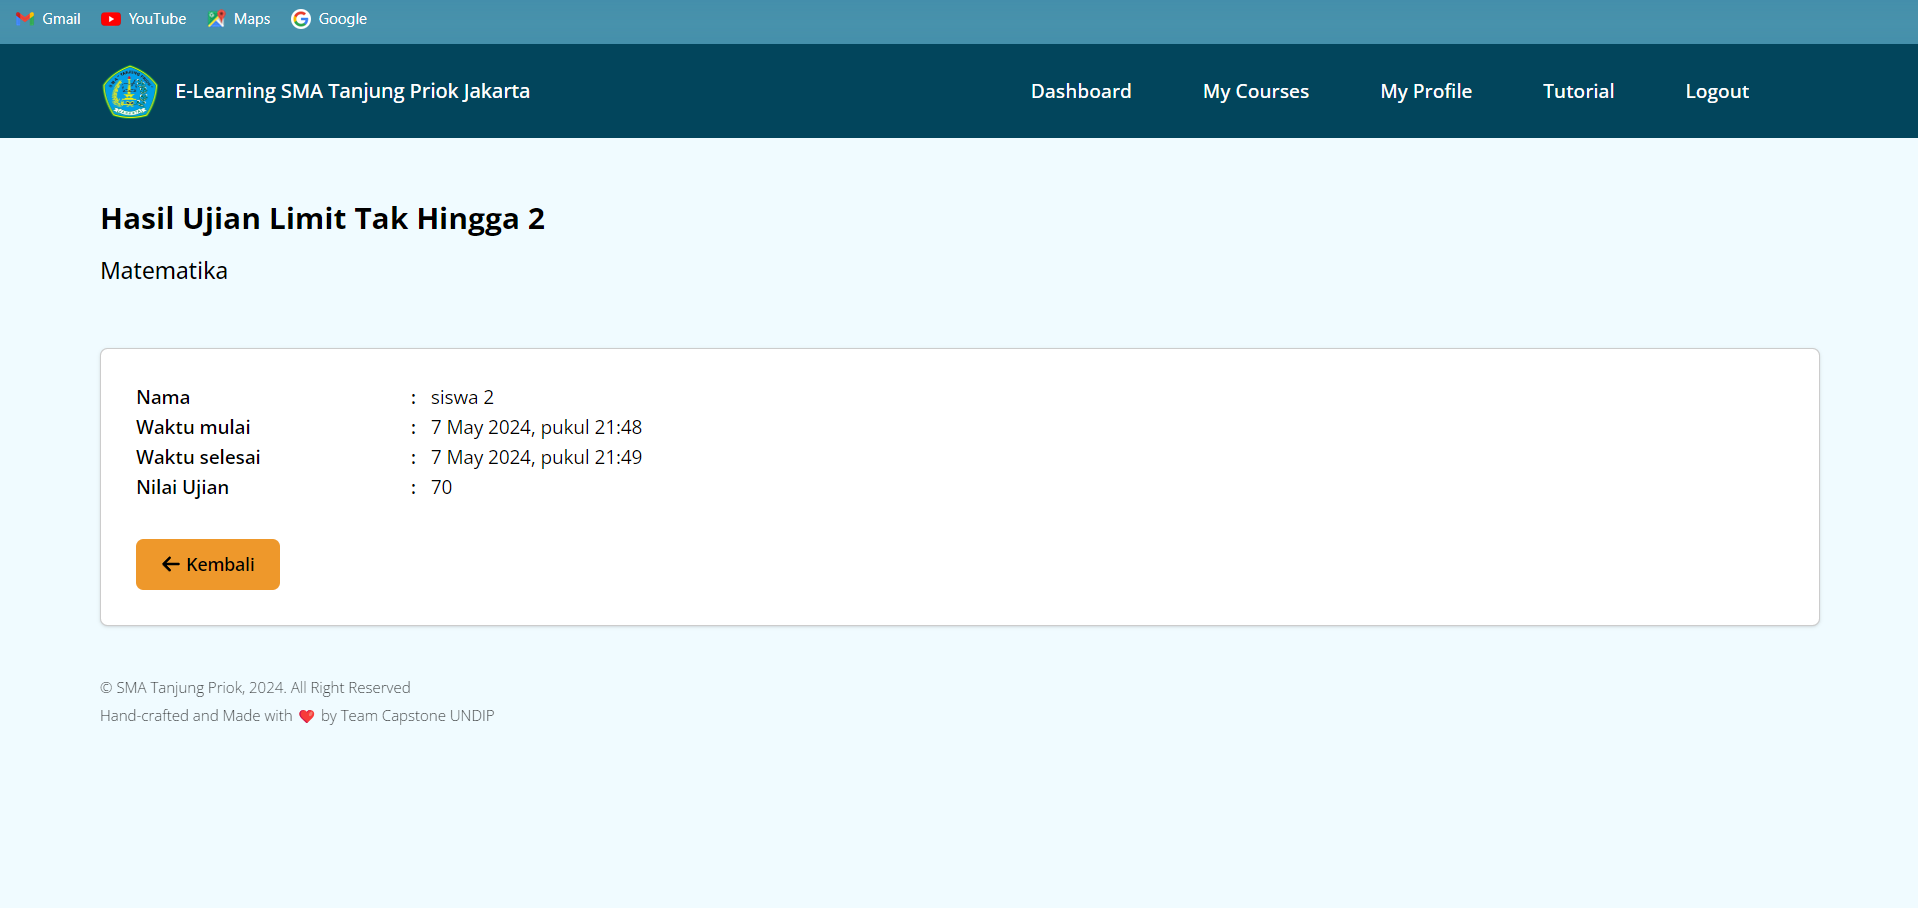 Gmail YouTube Maps Google
E-Learning SMA Tanjung Priok Jakarta Dashboard My Courses My Profile Tutorial Logout
Hasil Ujian Limit Tak Hingga 2
Matematika
Nama : siswa 2
Waktu mulai : 7 May 2024, pukul 21:48
Waktu selesai : 7 May 2024, pukul 21:49
Nilai Ujian : 70
← Kembali
© SMA Tanjung Priok, 2024. All Right Reserved
Hand-crafted and Made with ❤️ by Team Capstone UNDIP